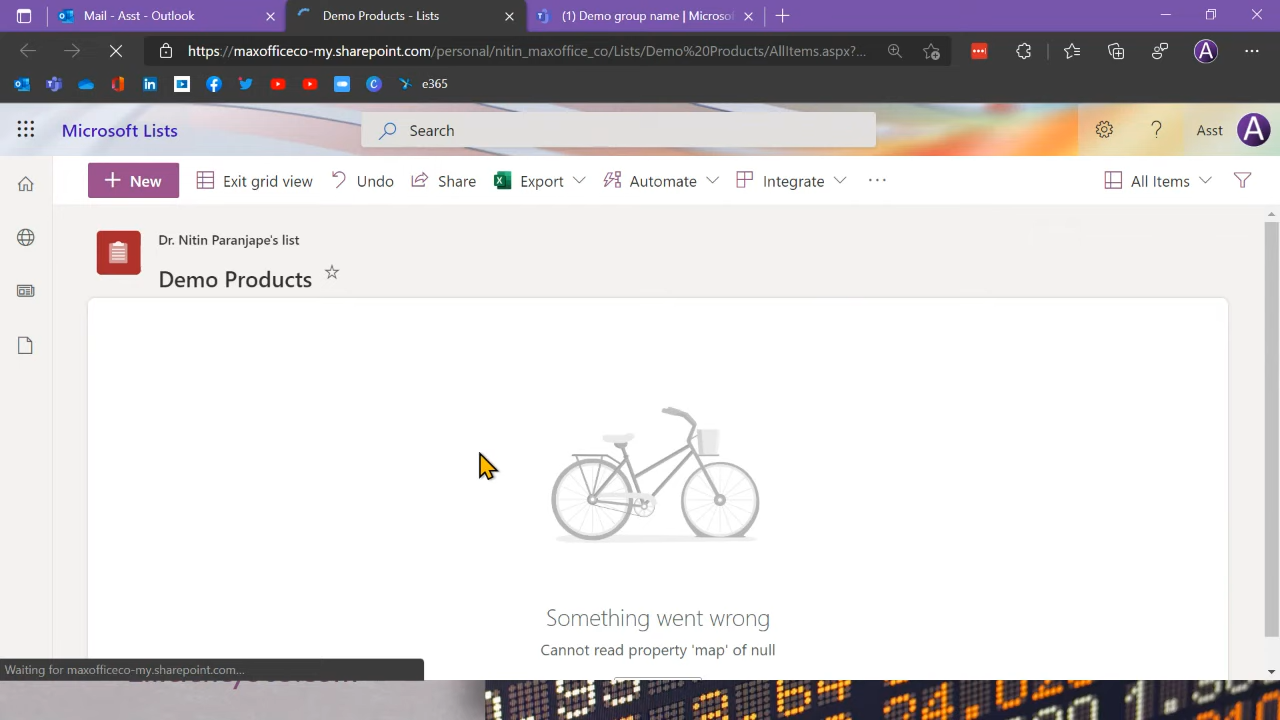 Mail - Asst - Outlook
Demo Products - Lists
(1) Demo group name | Microso
https://maxofficeco-my.sharepoint.com/personal/nitin_maxoffice_co/Lists/Demo%20Products/AllItems.aspx?...
A
e365
Microsoft Lists
Search
Asst
A
New
Exit grid view
Undo
Share
Export
Automate
Integrate
All Items
Dr. Nitin Paranjape's list
Demo Products
Something went wrong
Cannot read property 'map' of null
Waiting for maxofficeco-my.sharepoint.com...